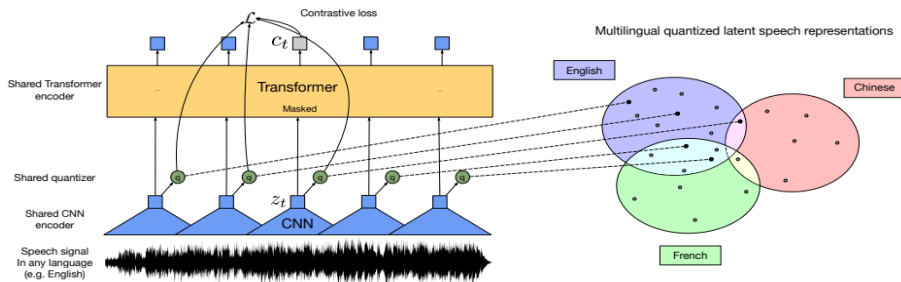 Contrastive loss
ℒ
c_t
Multilingual quantized latent speech representations
Shared Transformer
encoder
...
Transformer
...
Masked
English
Chinese
Shared quantizer
q
q
q
q
q
z_t
Shared CNN
encoder
CNN
French
Speech signal
In any language
(e.g. English)